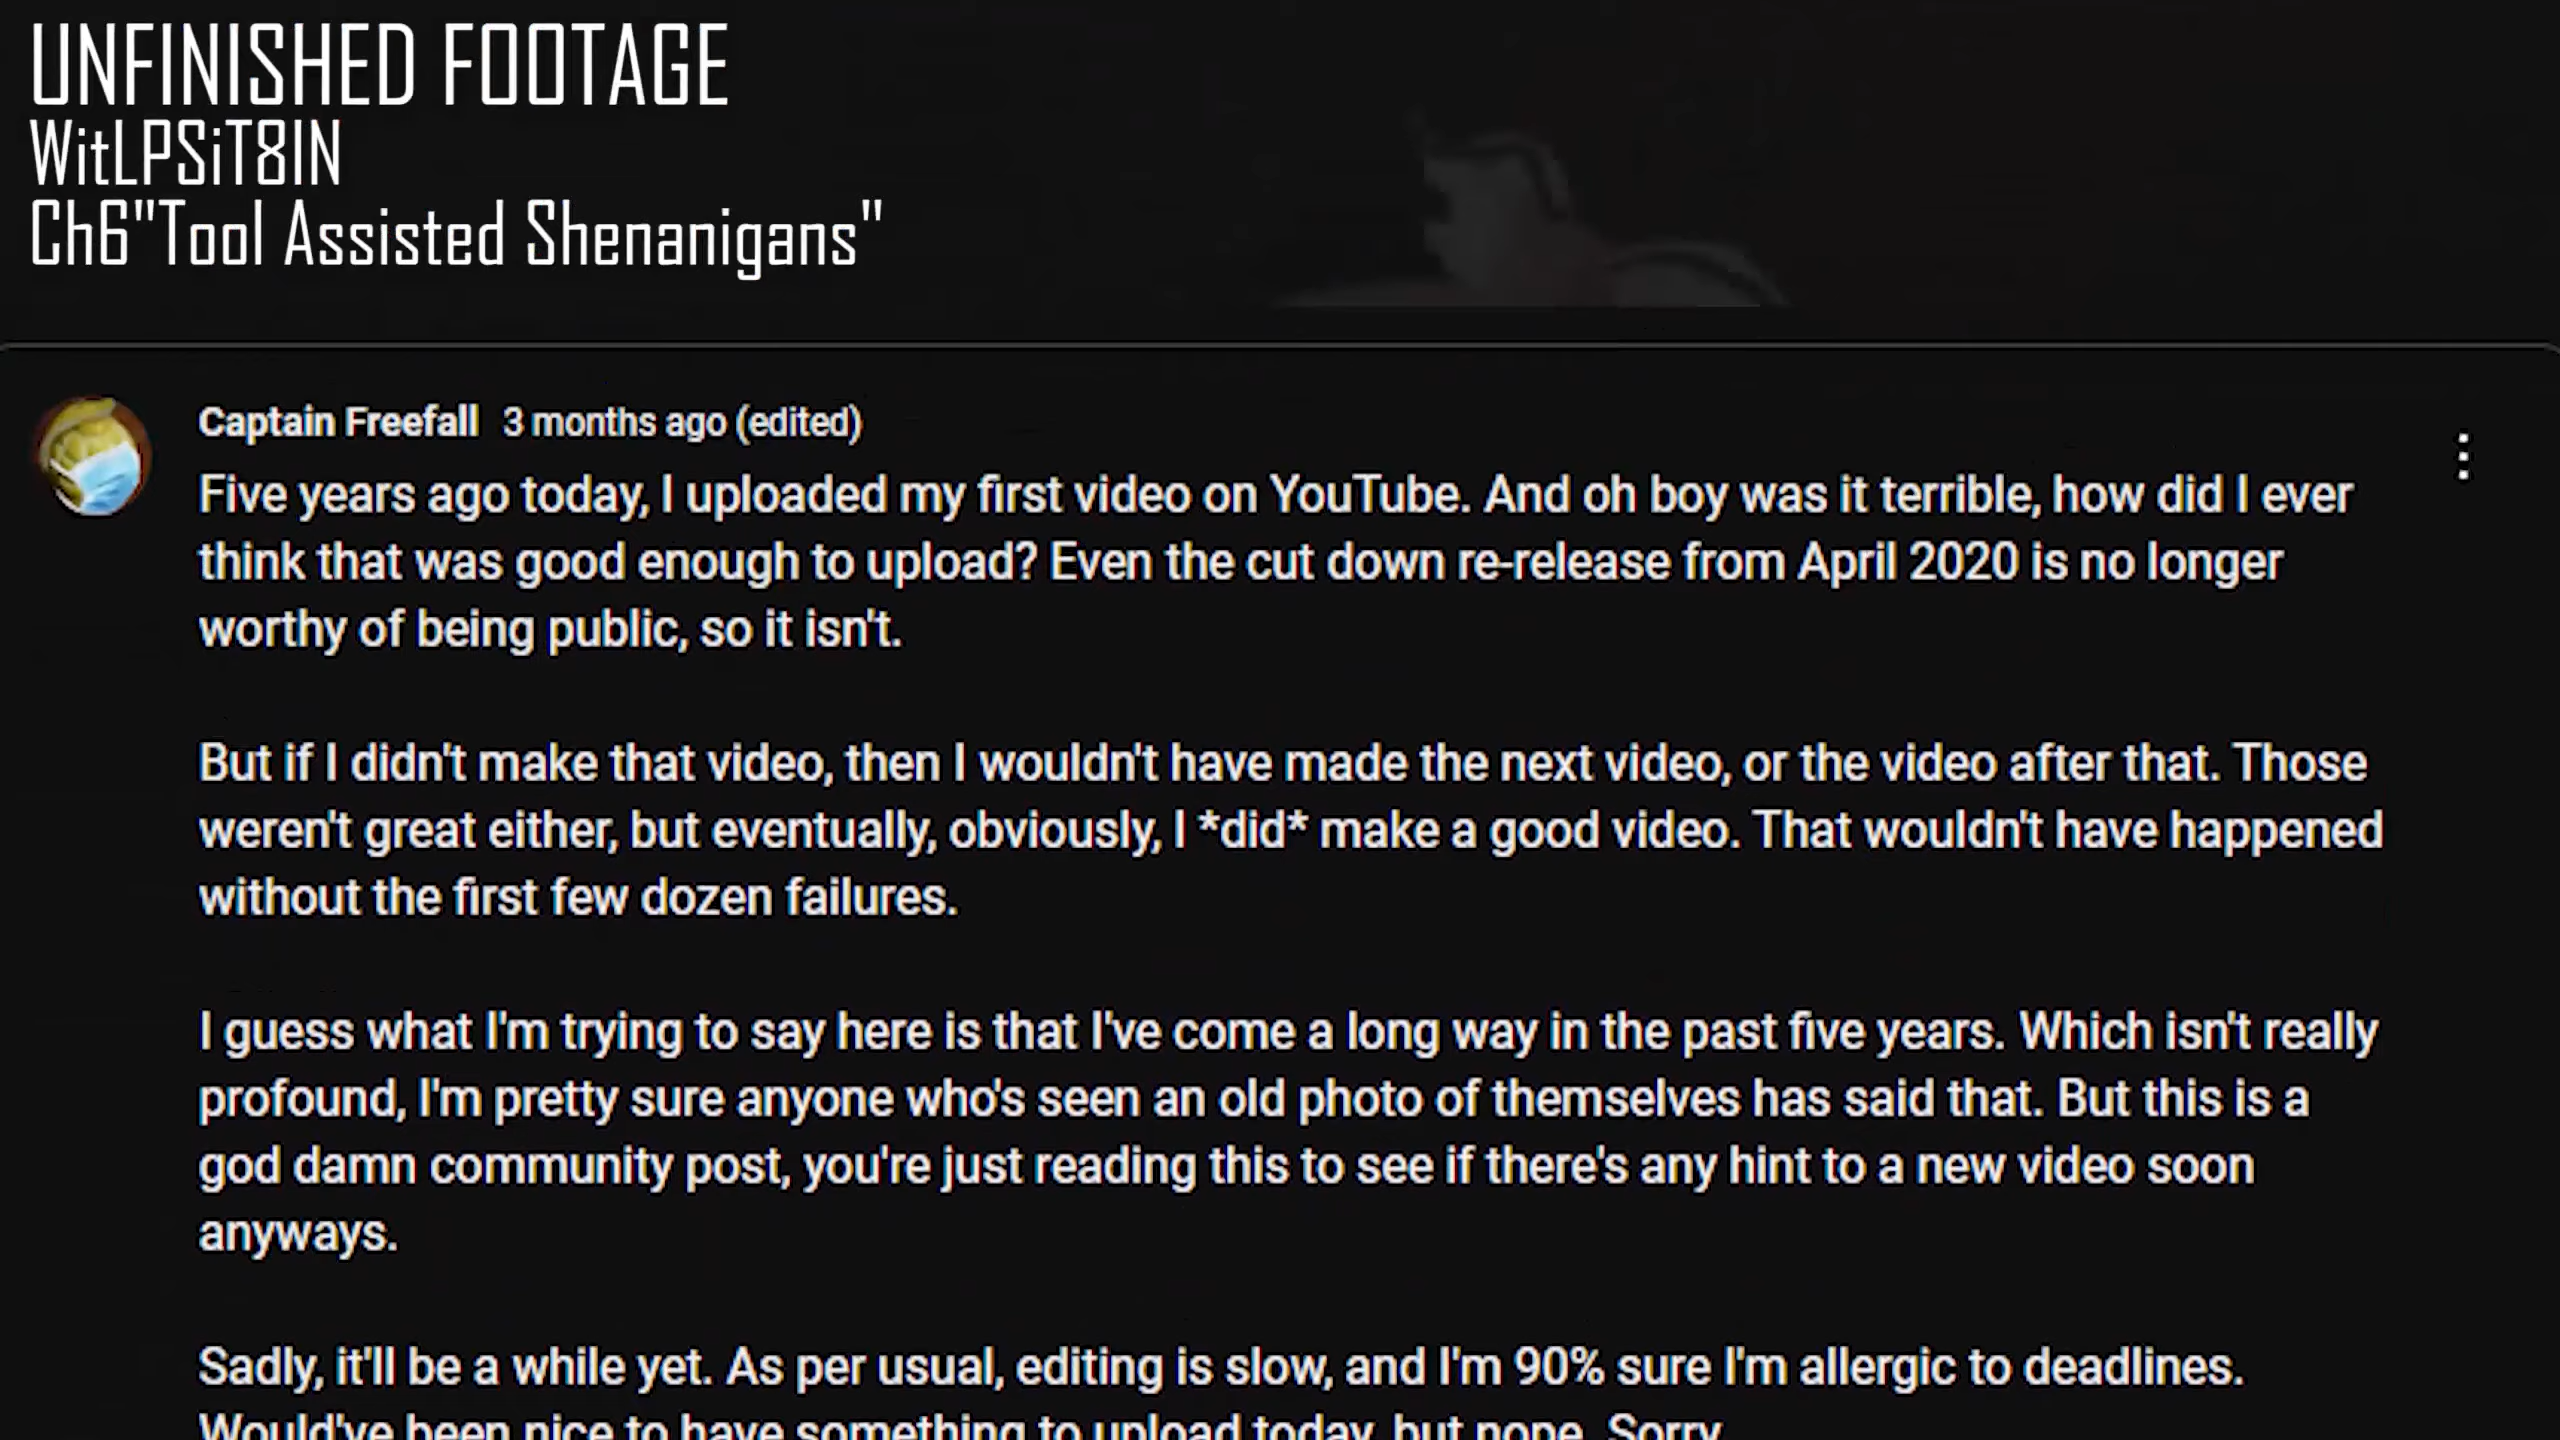 UNFINISHED FOOTAGE
WitLPSiT8IN
Ch6"Tool Assisted Shenanigans"
Captain Freefall 3 months ago (edited)
Five years ago today, I uploaded my first video on YouTube. And oh boy was it terrible, how did I ever
think that was good enough to upload? Even the cut down re-release from April 2020 is no longer
worthy of being public, so it isn't.
But if I didn't make that video, then I wouldn't have made the next video, or the video after that. Those
weren't great either, but eventually, obviously, I *did* make a good video. That wouldn't have happened
without the first few dozen failures.
I guess what I'm trying to say here is that I've come a long way in the past five years. Which isn't really
profound, I'm pretty sure anyone who's seen an old photo of themselves has said that. But this is a
god damn community post, you're just reading this to see if there's any hint to a new video soon
anyways.
Sadly, it'll be a while yet. As per usual, editing is slow, and I'm 90% sure I'm allergic to deadlines.
Would've been nice to have something to upload today, but nope. Sorry